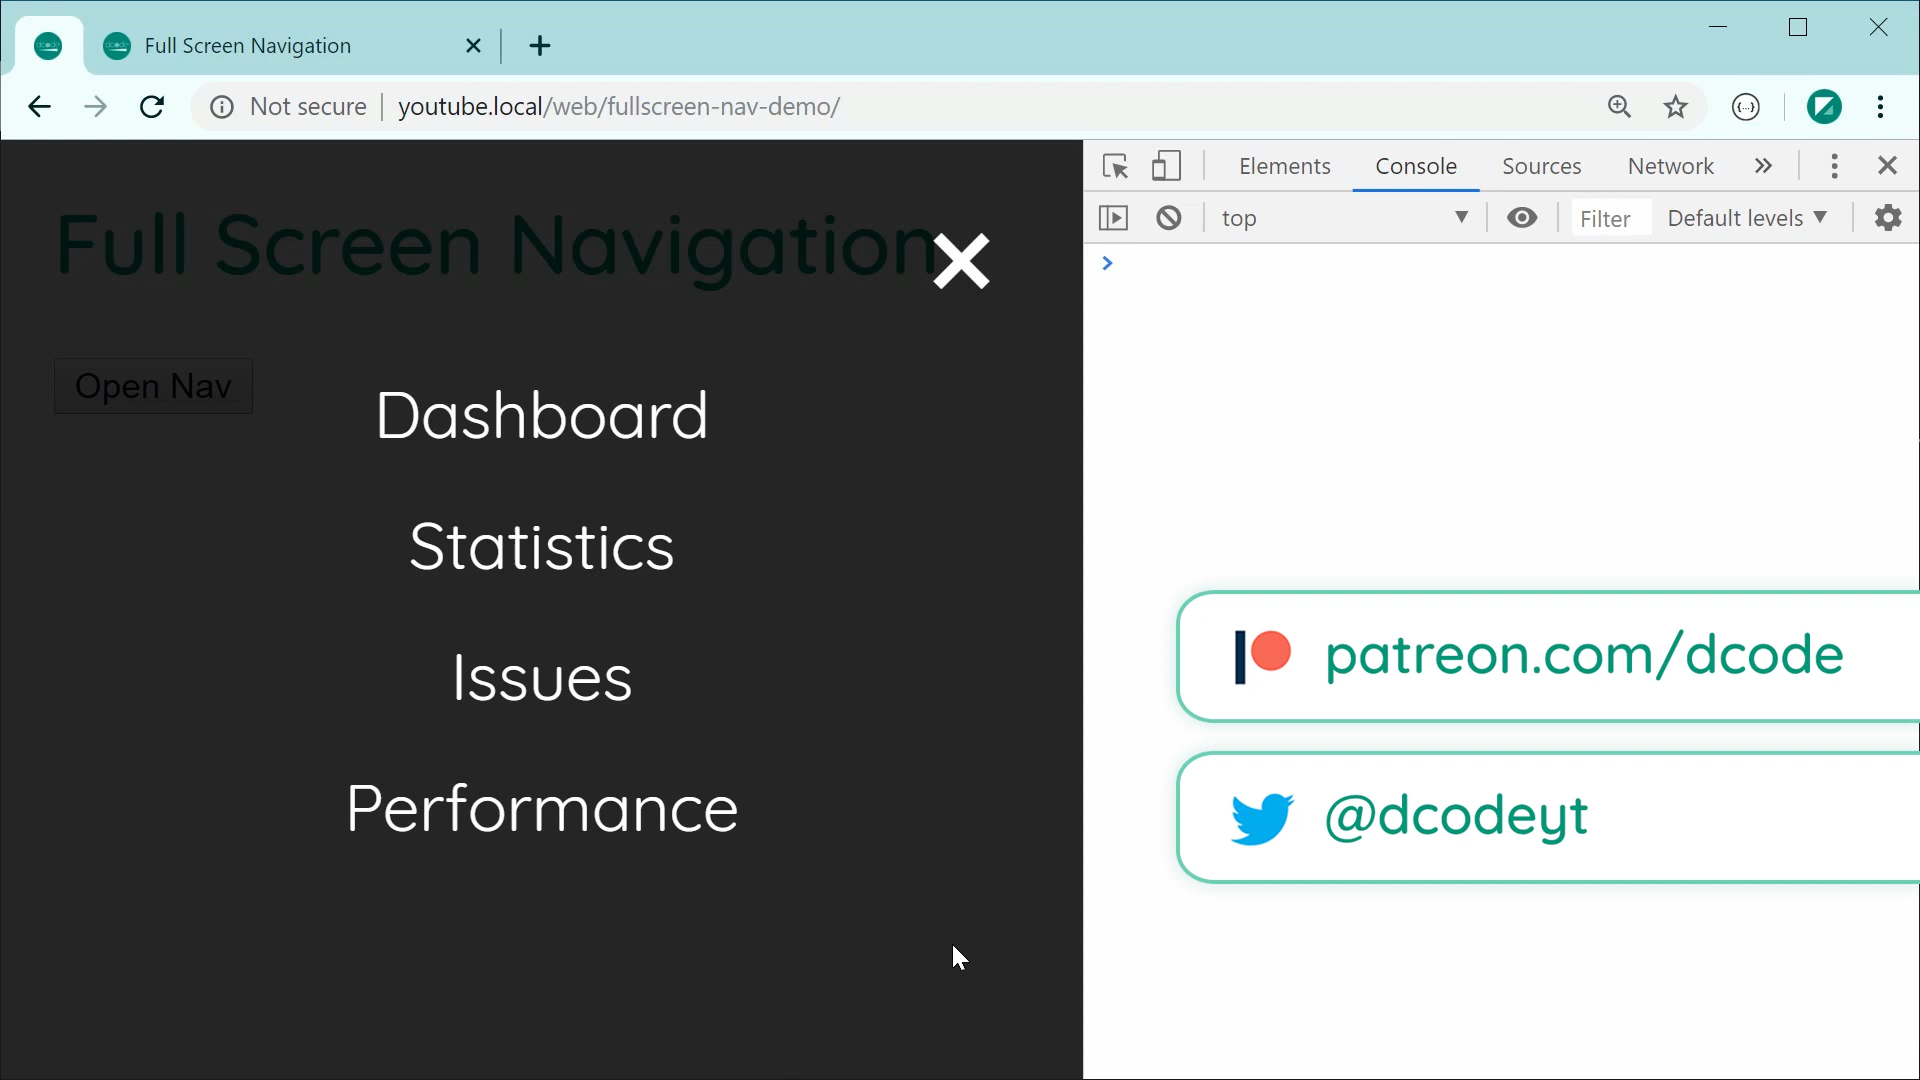 Full Screen Navigation
Not secure
youtube.local/web/fullscreen-nav-demo/
Elements
Console
Sources
Network
top
Filter
Default levels
Full Screen Navigation
Open Nav
Dashboard
Statistics
Issues
Performance
patreon.com/dcode
@dcodeyt